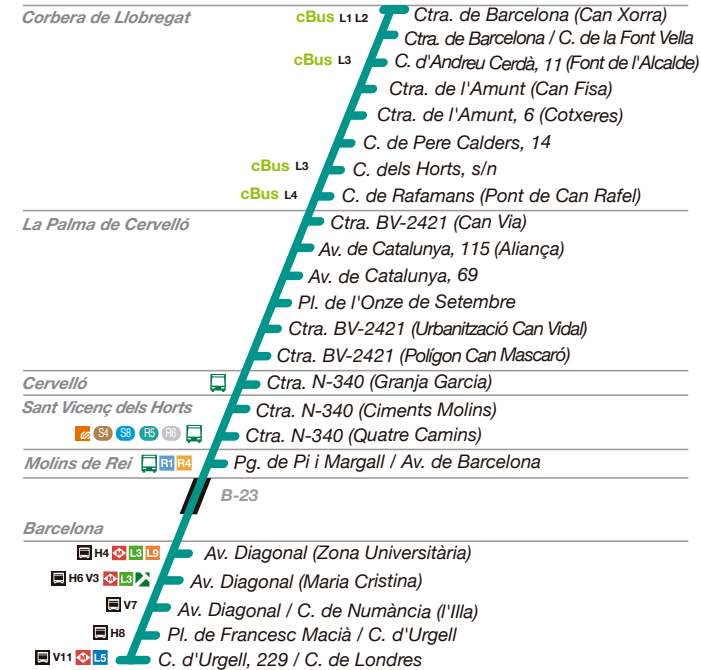 Corbera de Llobregat cBus L1 L2 Ctra. de Barcelona (Can Xorra)
Ctra. de Barcelona / C. de la Font Vella
cBus L3 C. d'Andreu Cerdà, 11 (Font de l'Alcalde)
Ctra. de l'Amunt (Can Fisa)
Ctra. de l'Amunt, 6 (Cotxeres)
C. de Pere Calders, 14
cBus L3 C. dels Horts, s/n
cBus L4 C. de Rafamans (Pont de Can Rafel)
La Palma de Cervelló Ctra. BV-2421 (Can Via)
Av. de Catalunya, 115 (Aliança)
Av. de Catalunya, 69
Pl. de l'Onze de Setembre
Ctra. BV-2421 (Urbanització Can Vidal)
Ctra. BV-2421 (Polígon Can Mascaró)
Cervelló Ctra. N-340 (Granja Garcia)
Sant Vicenç dels Horts Ctra. N-340 (Ciments Molins)
S4 S8 R5 R6 Ctra. N-340 (Quatre Camins)
Molins de Rei R1 R4 Pg. de Pi i Margall / Av. de Barcelona
B-23
Barcelona
H4 M L3 L9 Av. Diagonal (Zona Universitària)
H6 V3 M L3 Av. Diagonal (Maria Cristina)
V7 Av. Diagonal / C. de Numància (l'Illa)
H8 Pl. de Francesc Macià / C. d'Urgell
V11 M L5 C. d'Urgell, 229 / C. de Londres